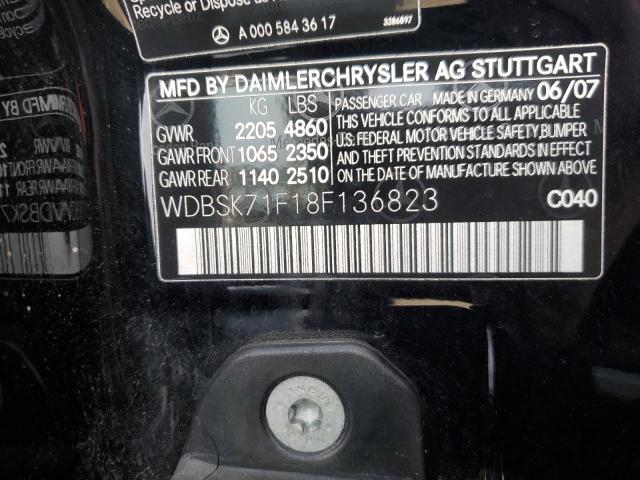 Recycle or Dispose as
A 000 584 36 17
3386897
MFD BY DAIMLERCHRYSLER AG STUTTGART
KG LBS PASSENGER CAR MADE IN GERMANY 06/07
GVWR 2205 4860 THIS VEHICLE CONFORMS TO ALL APPLICABLE
GAWR FRONT 1065 2350 U.S. FEDERAL MOTOR VEHICLE SAFETY, BUMPER
AND THEFT PREVENTION STANDARDS IN EFFECT
GAWR REAR 1140 2510 ON THE DATE OF MANUFACTURE SHOWN ABOVE
WDBSK71F18F136823 C040